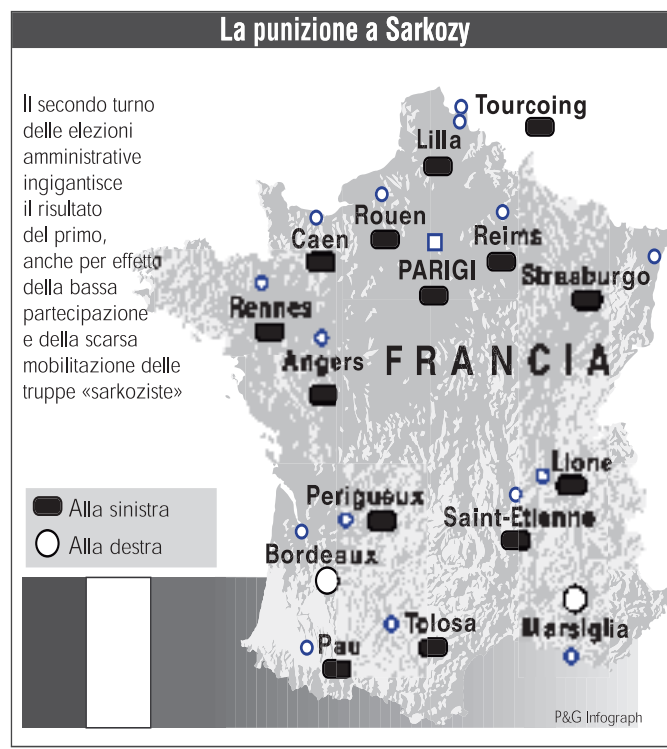 La punizione a Sarkozy
Il secondo turno
delle elezioni
amministrative
ingigantisce
il risultato
del primo,
anche per effetto
della bassa
partecipazione
e della scarsa
mobilitazione delle
truppe «sarkoziste»
Tourcoing
Lilla
Rouen
Caen
Reims
PARIGI
Strasburgo
Rennes
Angers
FRANCIA
Lione
Perigueux
Saint-Etienne
Bordeaux
Tolosa
Marsiglia
Pau
Alla sinistra
Alla destra
P&G Infograph